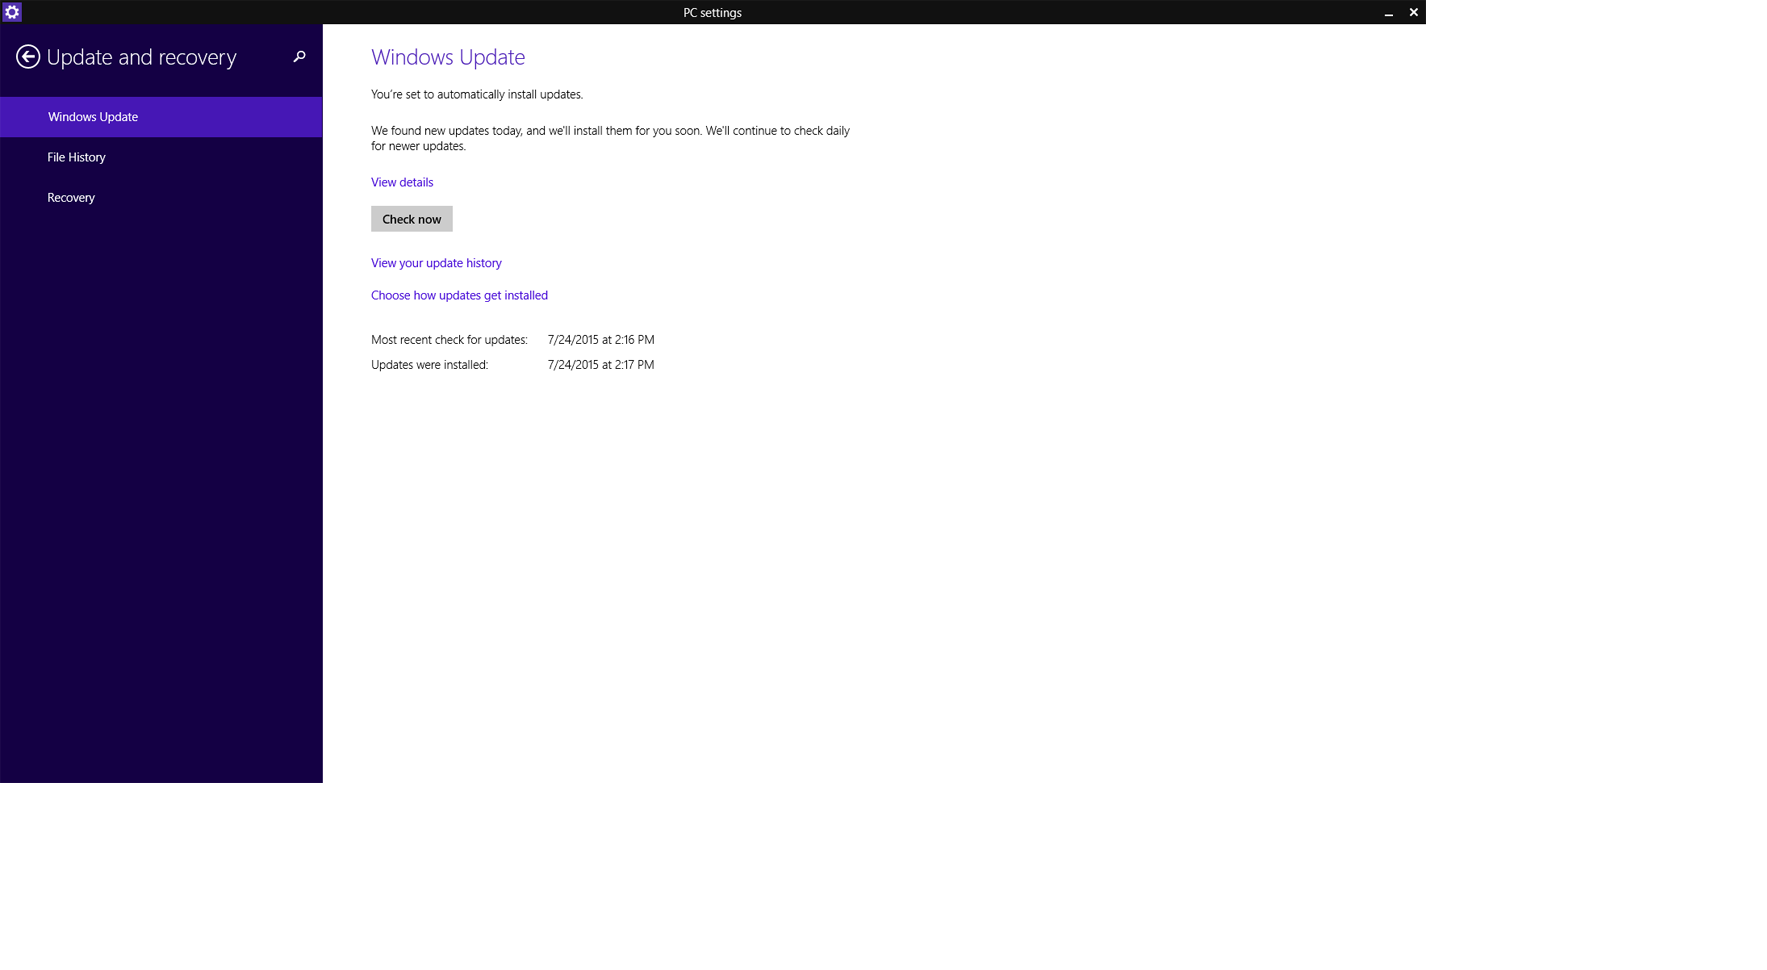 PC settings
Update and recovery
Windows Update
File History
Recovery
Windows Update
You're set to automatically install updates.
We found new updates today, and we'll install them for you soon. We'll continue to check daily
for newer updates.
View details
Check now
View your update history
Choose how updates get installed
Most recent check for updates: 7/24/2015 at 2:16 PM
Updates were installed: 7/24/2015 at 2:17 PM